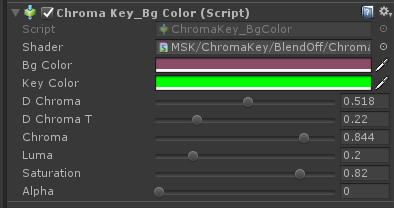 Chroma Key_Bg Color (Script)
Script ChromaKey_BgColor
Shader MSK/ChromaKey/BlendOff/Chroma
Bg Color
Key Color
D Chroma 0.518
D Chroma T 0.22
Chroma 0.844
Luma 0.2
Saturation 0.82
Alpha 0